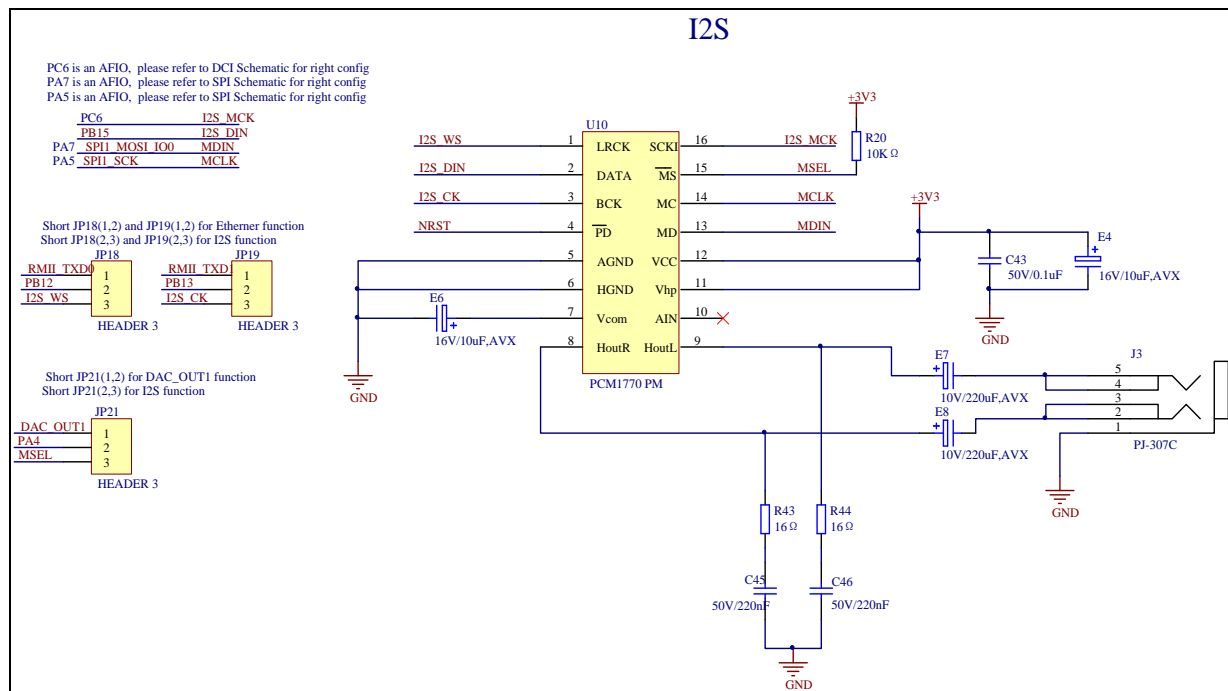 I2S
PC6 is an AFIO, please refer to DCI Schematic for right config
PA7 is an AFIO, please refer to SPI Schematic for right config
PA5 is an AFIO, please refer to SPI Schematic for right config
PC6 I2S_MCK
PB15 I2S_DIN
PA7 SPI1_MOSI_IO0 MDIN
PA5 SPI1_SCK MCLK
Short JP18(1,2) and JP19(1,2) for Etherner function
Short JP18(2,3) and JP19(2,3) for I2S function
JP18
RMII_TXD0 1
PB12 2
I2S_WS 3
HEADER 3
JP19
RMII_TXD1 1
PB13 2
I2S_CK 3
HEADER 3
Short JP21(1,2) for DAC_OUT1 function
Short JP21(2,3) for I2S function
JP21
DAC_OUT1 1
PA4 2
MSEL 3
HEADER 3
U10
I2S_WS 1 LRCK SCKI 16 I2S_MCK
I2S_DIN 2 DATA MS 15 MSEL
I2S_CK 3 BCK MC 14 MCLK
NRST 4 PD MD 13 MDIN
5 AGND VCC 12
6 HGND Vhp 11
7 Vcom AIN 10
8 HoutR HoutL 9
PCM1770 PM
+3V3
R20
10KΩ
+3V3
C43
50V/0.1uF
E4
+
16V/10uF,AVX
GND
E6
+
16V/10uF,AVX
GND
E7
+
10V/220uF,AVX
E8
+
10V/220uF,AVX
J3
5
4
3
2
1
PJ-307C
GND
R43
16Ω
R44
16Ω
C45
50V/220nF
C46
50V/220nF
GND